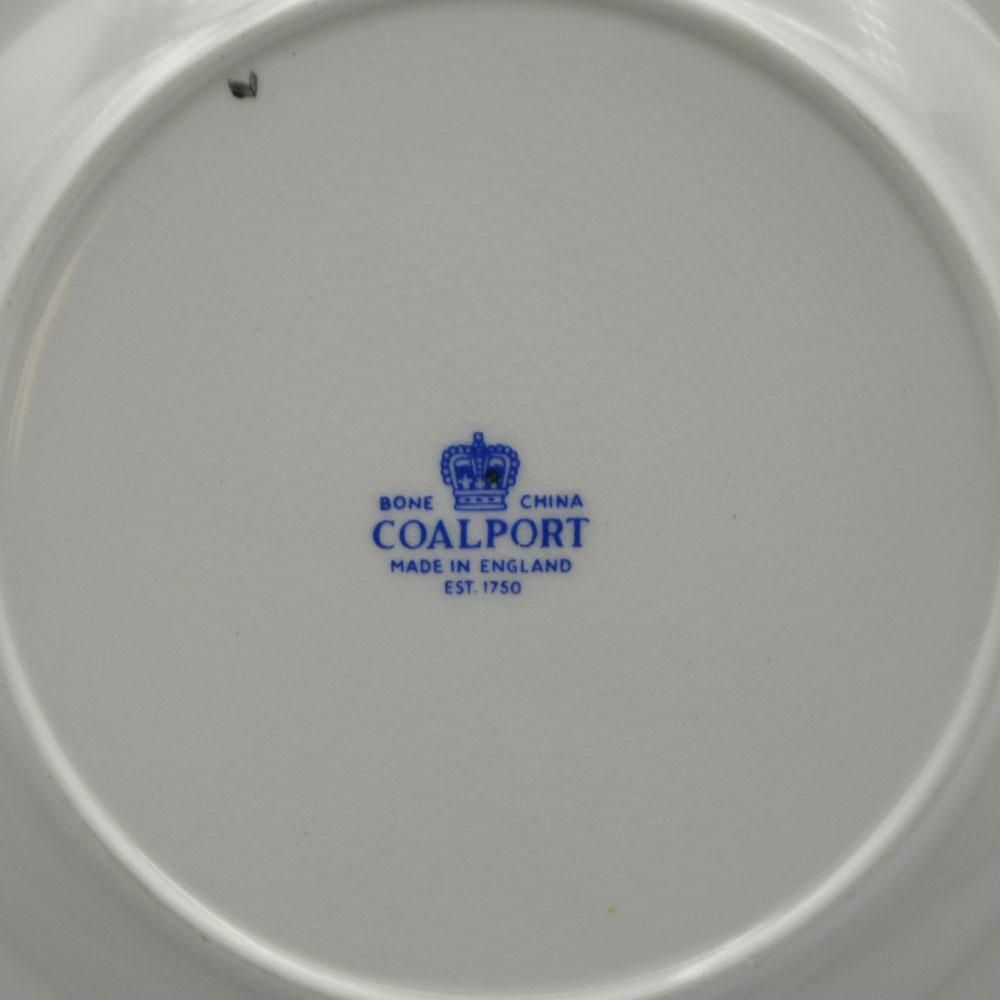 BONE CHINA
COALPORT
MADE IN ENGLAND
EST. 1750